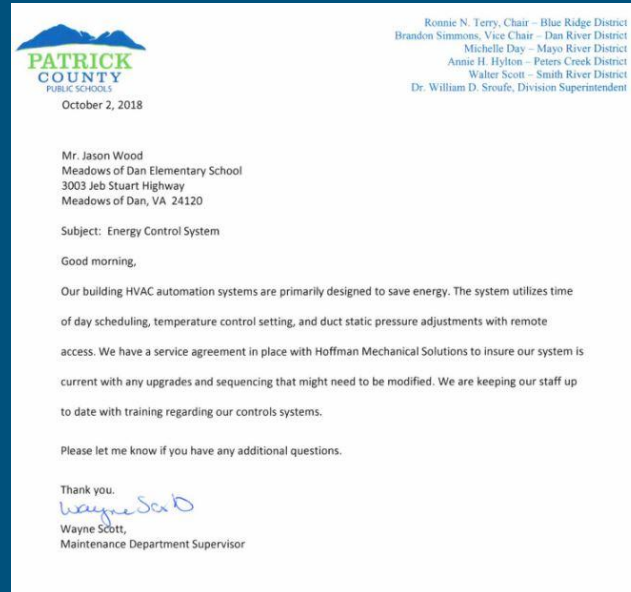 PATRICK
COUNTY
PUBLIC SCHOOLS
Ronnie N. Terry, Chair – Blue Ridge District
Brandon Simmons, Vice Chair – Dan River District
Michelle Day – Mayo River District
Annie H. Hylton – Peters Creek District
Walter Scott – Smith River District
Dr. William D. Sroufe, Division Superintendent
October 2, 2018
Mr. Jason Wood
Meadows of Dan Elementary School
3003 Jeb Stuart Highway
Meadows of Dan, VA 24120
Subject: Energy Control System
Good morning,
Our building HVAC automation systems are primarily designed to save energy. The system utilizes time
of day scheduling, temperature control setting, and duct static pressure adjustments with remote
access. We have a service agreement in place with Hoffman Mechanical Solutions to insure our system is
current with any upgrades and sequencing that might need to be modified. We are keeping our staff up
to date with training regarding our controls systems.
Please let me know if you have any additional questions.
Thank you.
Wayne Scott
Wayne Scott,
Maintenance Department Supervisor